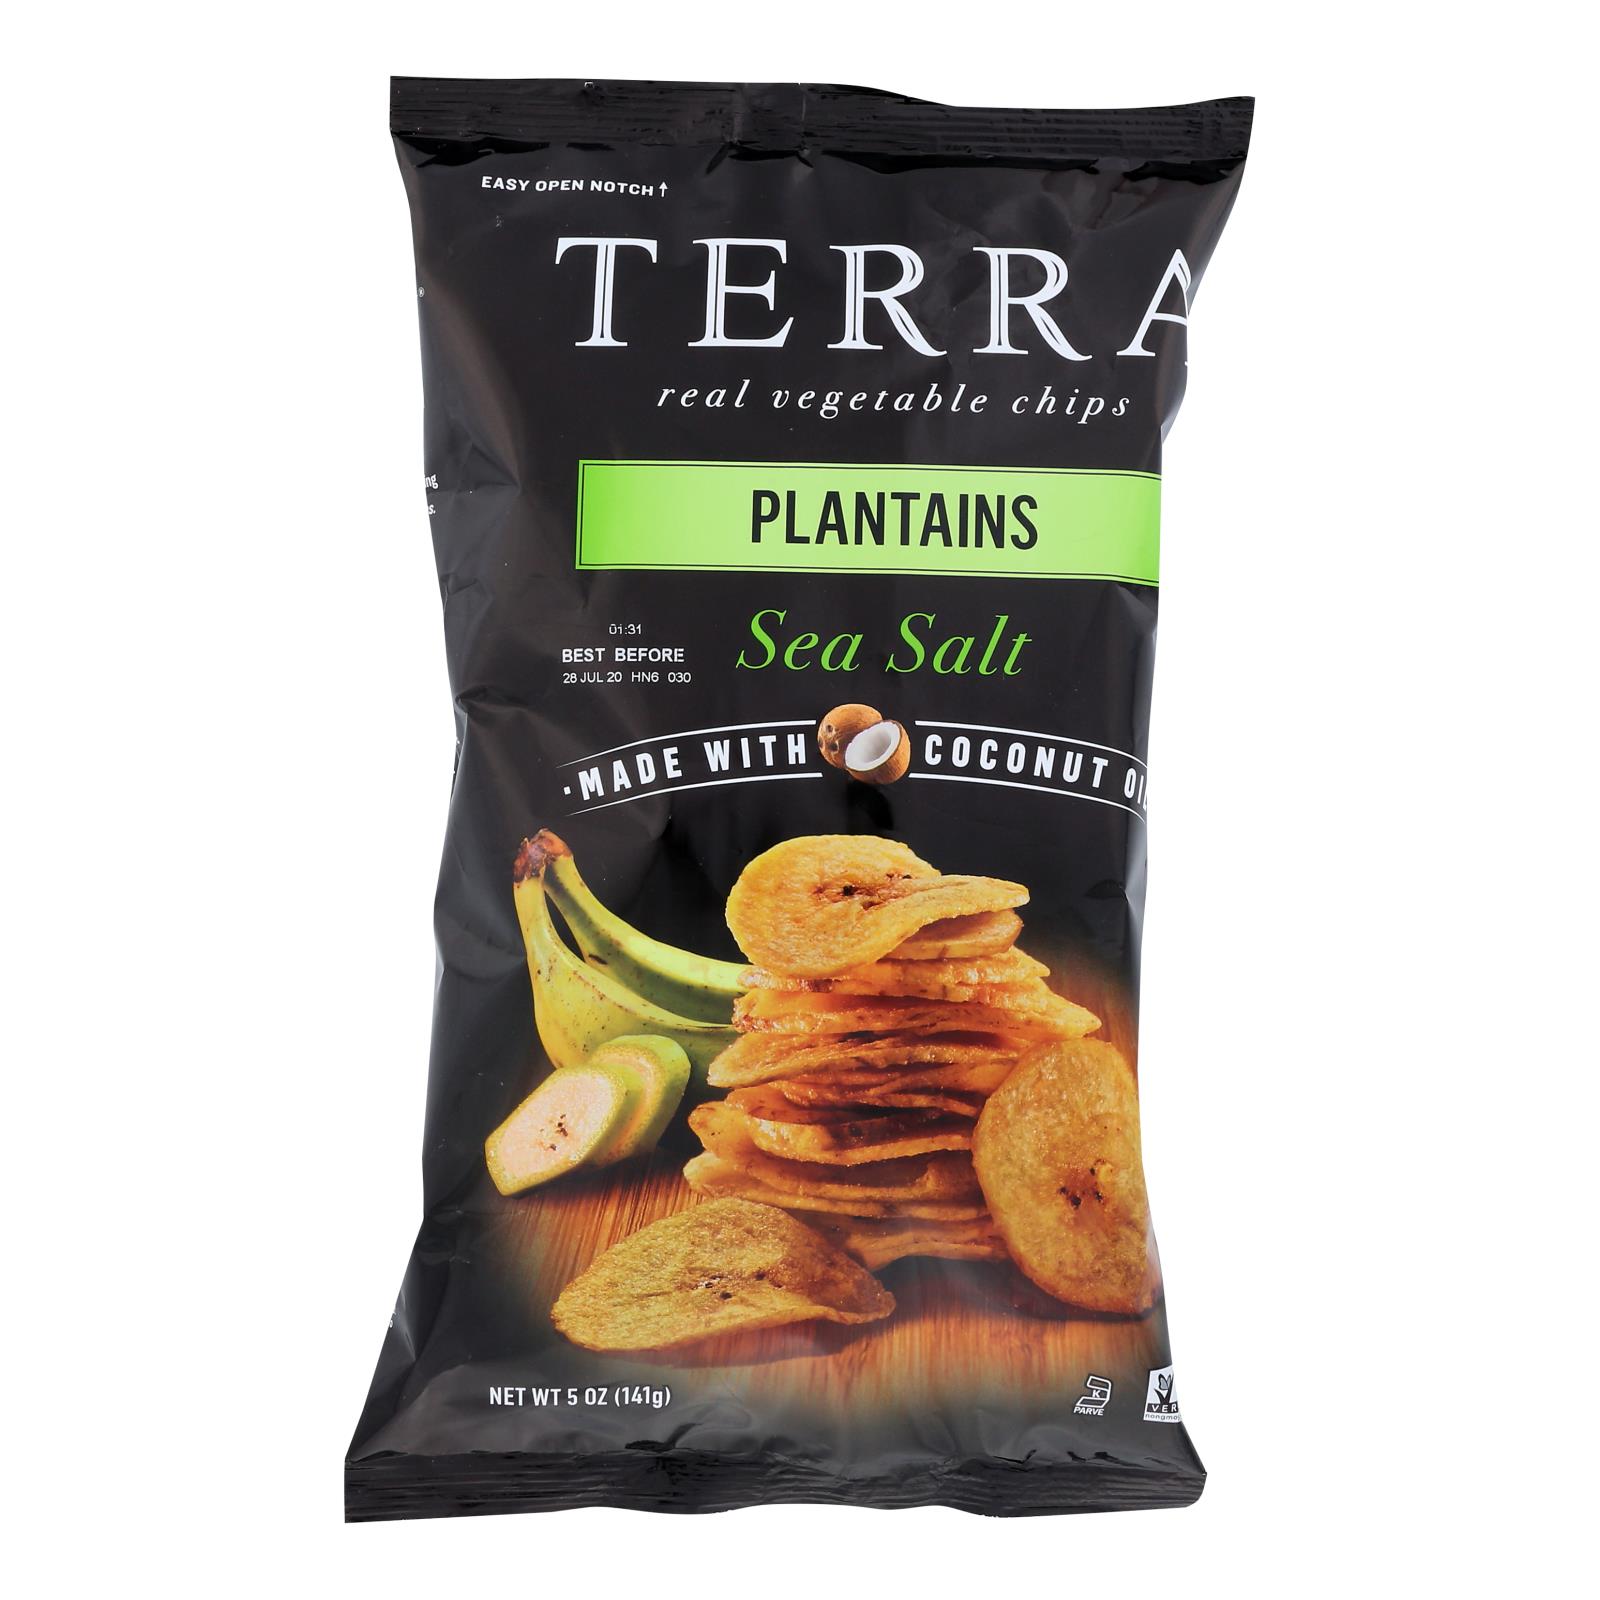 EASY OPEN NOTCH ↑
TERRA
real vegetable chips
PLANTAINS
Sea Salt
01:31
BEST BEFORE
28 JUL 20 HN6 030
·MADE WITH COCONUT OIL
NET WT 5 OZ (141g)
K
PARVE